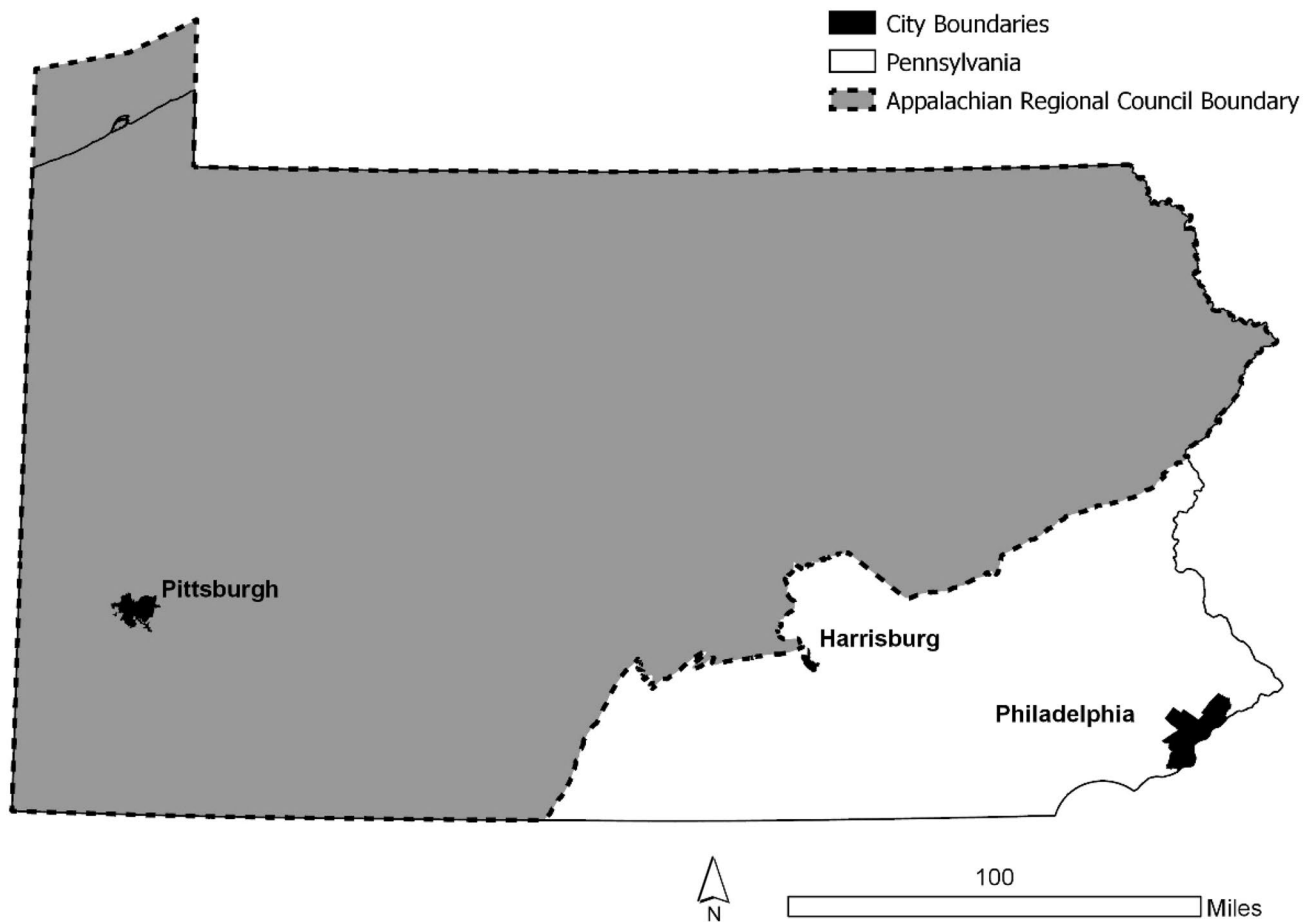 City Boundaries
Pennsylvania
Appalachian Regional Council Boundary
Pittsburgh
Harrisburg
Philadelphia
N
100
Miles